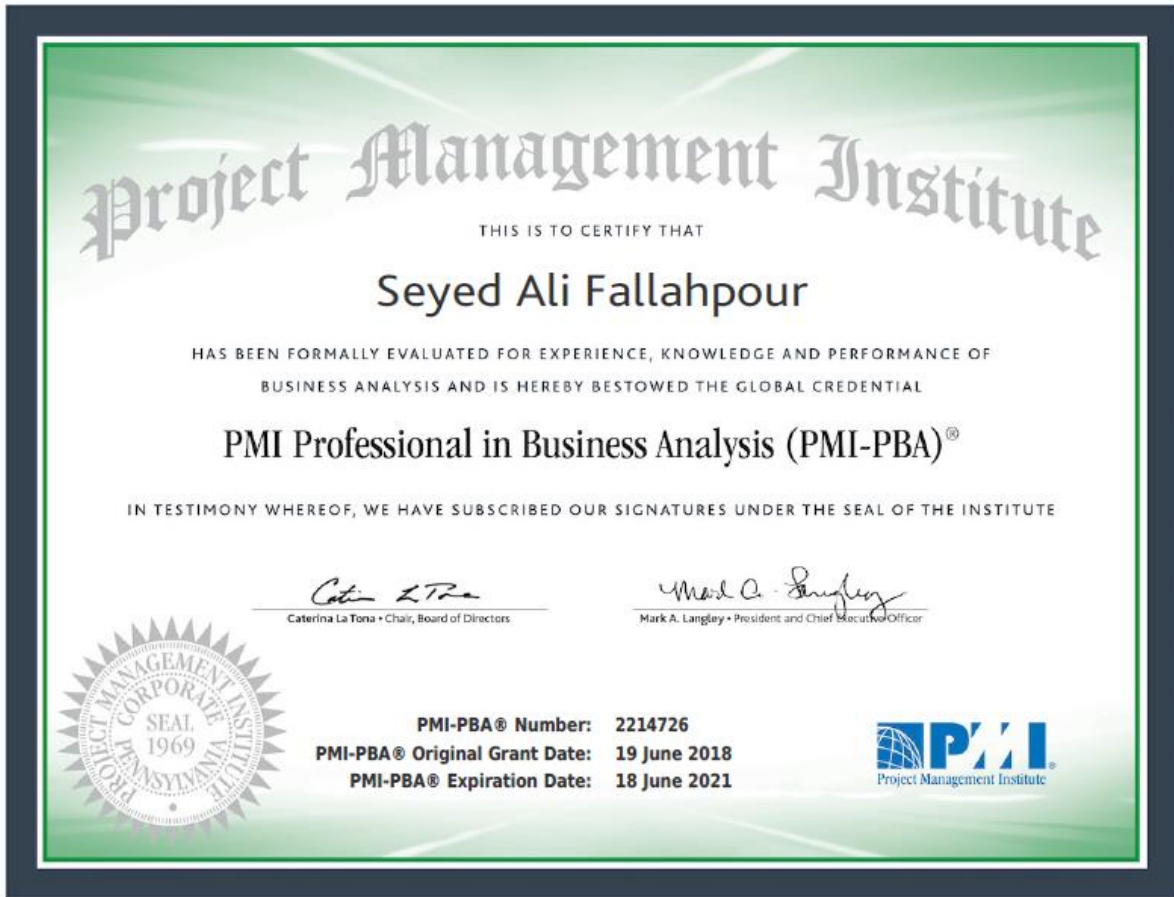 Project Management Institute
THIS IS TO CERTIFY THAT
Seyed Ali Fallahpour
HAS BEEN FORMALLY EVALUATED FOR EXPERIENCE, KNOWLEDGE AND PERFORMANCE OF
BUSINESS ANALYSIS AND IS HEREBY BESTOWED THE GLOBAL CREDENTIAL
PMI Professional in Business Analysis (PMI-PBA)®
IN TESTIMONY WHEREOF, WE HAVE SUBSCRIBED OUR SIGNATURES UNDER THE SEAL OF THE INSTITUTE
Mark A. Langley
Caterina La Tona • Chair, Board of Directors
Mark A. Langley • President and Chief Executive Officer
PROJECT MANAGEMENT INSTITUTE
CORPORATE
SEAL
1969
PENNSYLVANIA
PMI-PBA® Number: 2214726
PMI-PBA® Original Grant Date: 19 June 2018
PMI-PBA® Expiration Date: 18 June 2021
PMI®
Project Management Institute